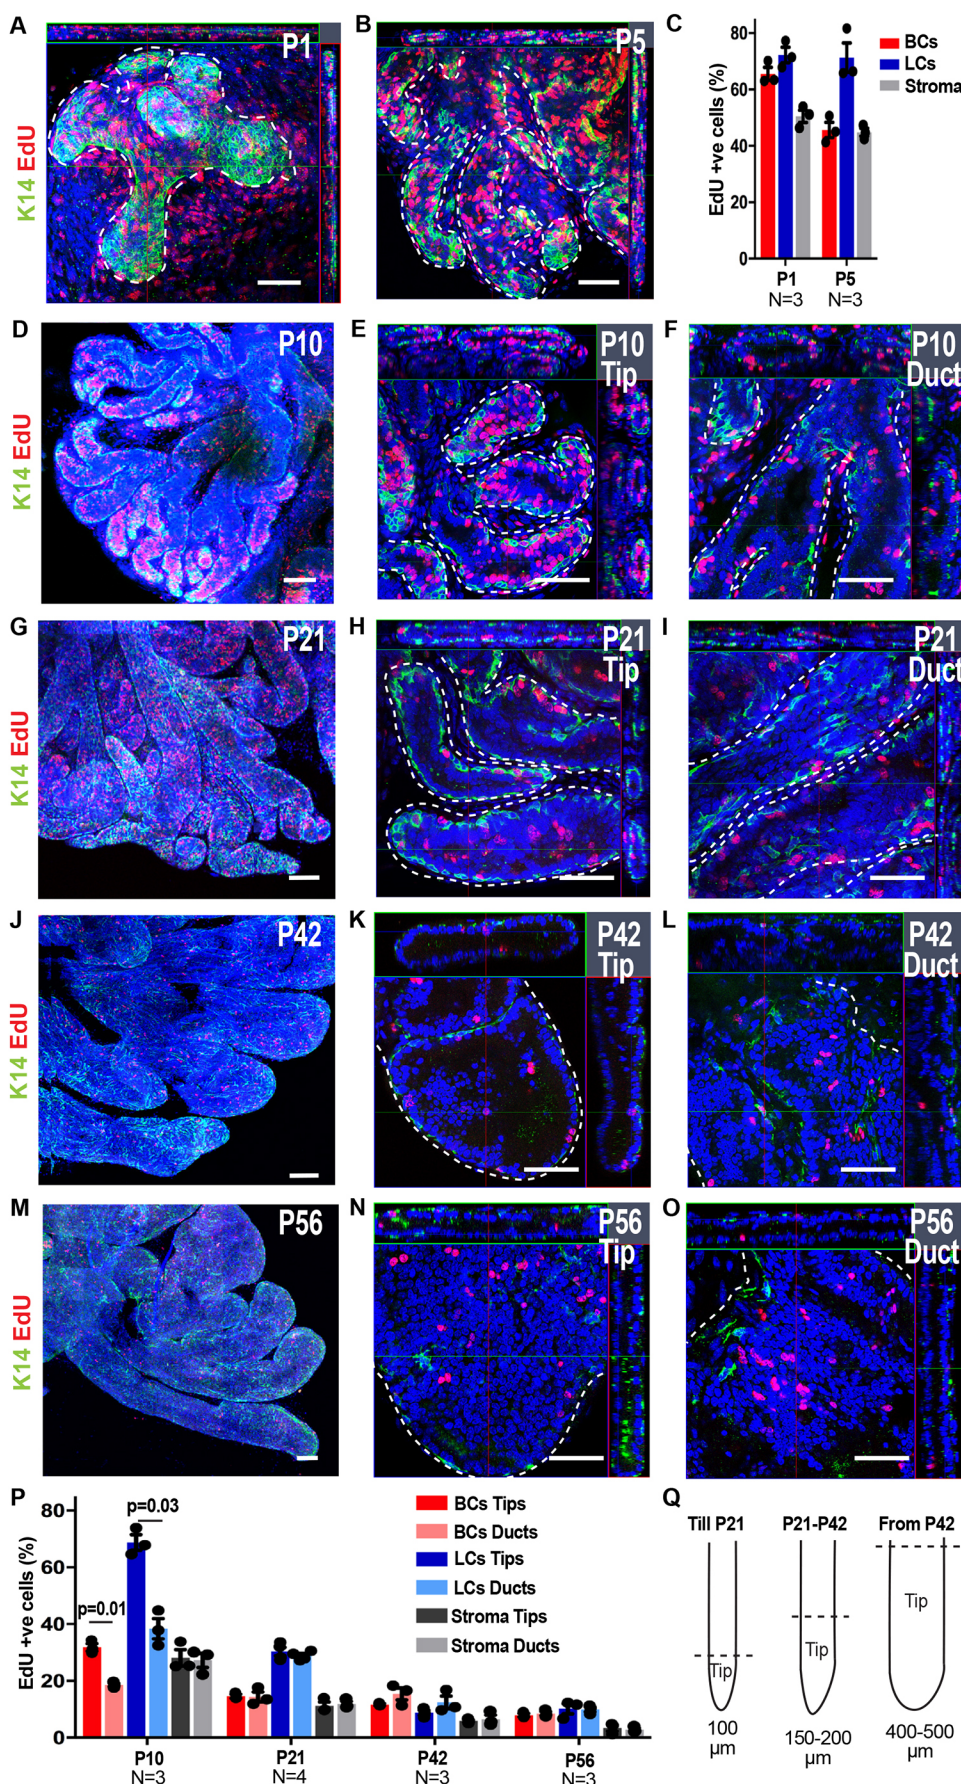 A
P1
B
P5
C
80
60
40
20
0
EdU +ve cells (%)
BCs
LCs
Stroma
P1
P5
N=3
N=3
K14 EdU
D
P10
E
P10
Tip
F
P10
Duct
K14 EdU
G
P21
H
P21
Tip
I
P21
Duct
K14 EdU
J
P42
K
P42
Tip
L
P42
Duct
K14 EdU
M
P56
N
P56
Tip
O
P56
Duct
K14 EdU
P
80
60
40
20
0
EdU +ve cells (%)
p=0.01
p=0.03
BCs Tips
BCs Ducts
LCs Tips
LCs Ducts
Stroma Tips
Stroma Ducts
P10
P21
P42
P56
N=3
N=4
N=3
N=3
Q
Till P21
P21-P42
From P42
Tip
Tip
Tip
100
µm
150-200
µm
400-500
µm